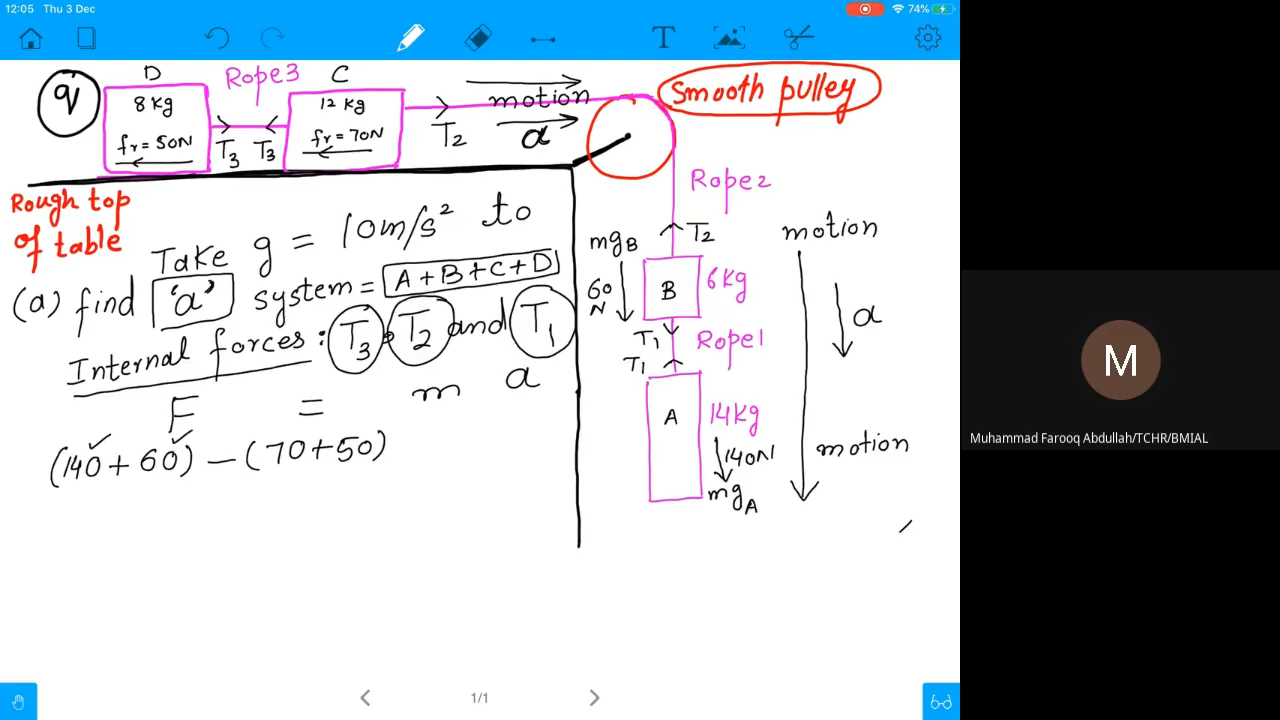 12:05 Thu 3 Dec
74%
T
q
D
8 Kg
fr = 50N
Rope3
T3 T3
C
12 kg
fr = 70N
T2
motion
a
Smooth pulley
Rough top
of table
Rope2
T2
mgB
60
N
B
6Kg
T1
Rope1
T1
A
14Kg
140N
mgA
motion
a
motion
Take g = 10m/s² to
(a) find 'a' system = A+B+C+D
Internal forces : T3, T2 and T1
F = m a
(140 + 60) - (70+50)
1/1
M
Muhammad Farooq Abdullah/TCHR/BMIAL